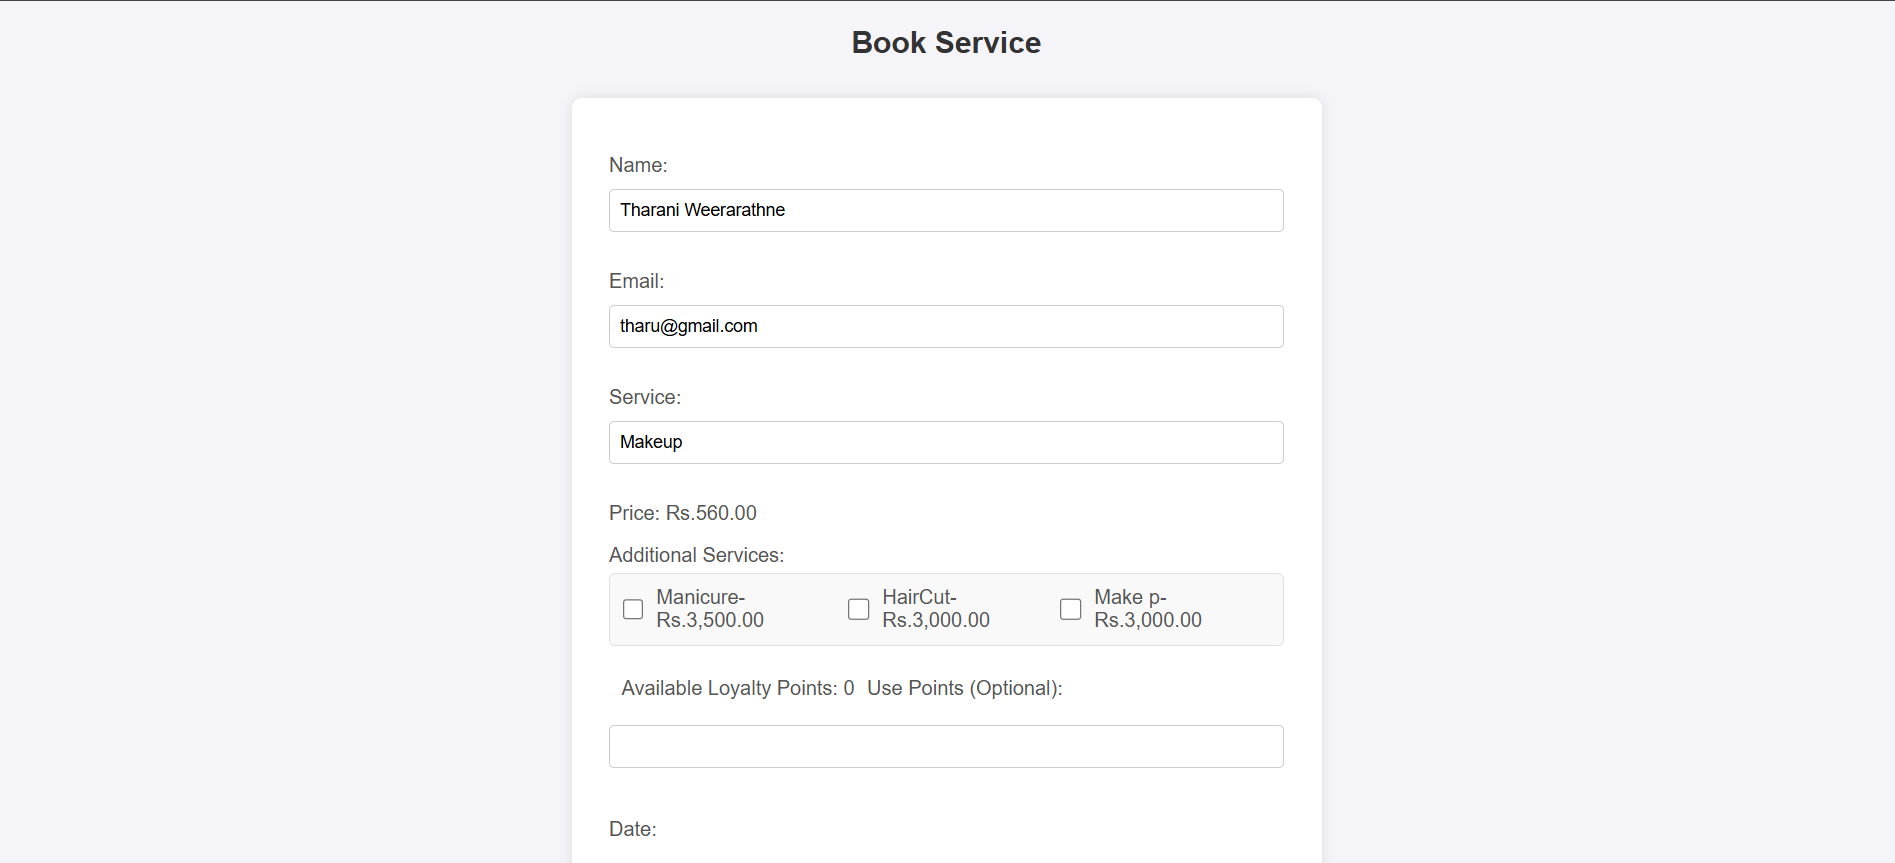 Book Service
Name:
Tharani Weerarathne
Email:
tharu@gmail.com
Service:
Makeup
Price: Rs.560.00
Additional Services:
Manicure-
Rs.3,500.00
HairCut-
Rs.3,000.00
Make p-
Rs.3,000.00
Available Loyalty Points: 0 Use Points (Optional):
Date: